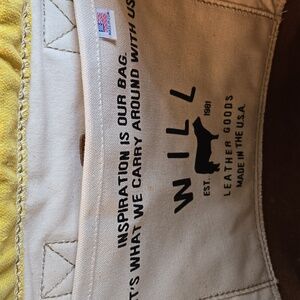 INSPIRATION IS OUR BAG.
IT'S WHAT WE CARRY AROUND WITH US
WILL
EST. 1981
LEATHER GOODS
MADE IN THE U.S.A.